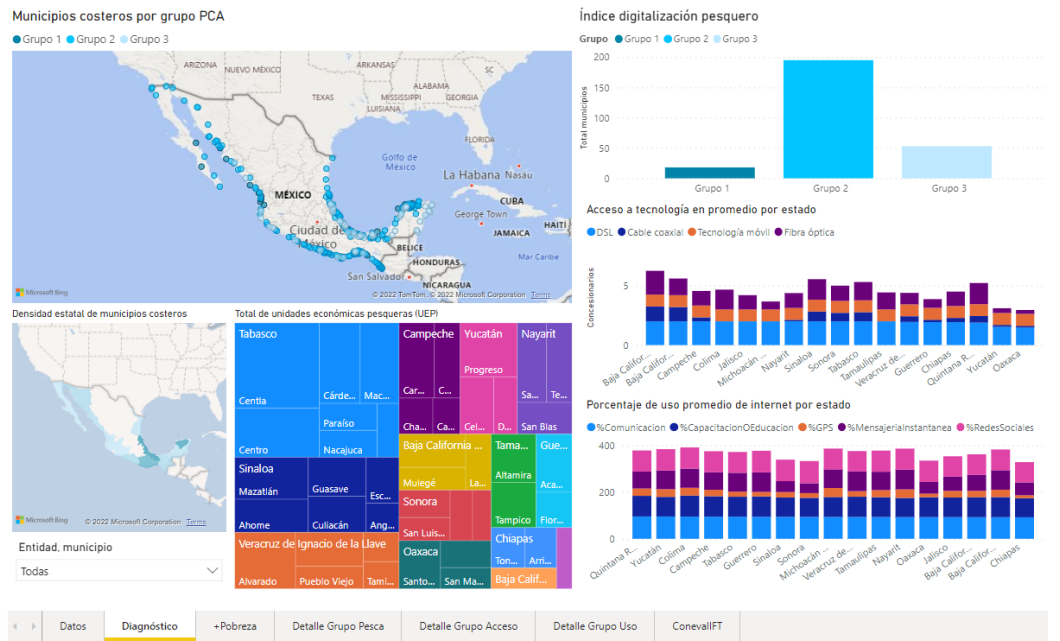 Municipios costeros por grupo PCA
Grupo 1 Grupo 2 Grupo 3
ARIZONA
NUEVO MÉXICO
ARKANSAS
SC
ALABAMA
TEXAS
MISSISSIPPI
GEORGIA
LUISIANA
FLORIDA
Golfo de
México
La Habana
Nasáu
MÉXICO
CUBA
George Town
Ciudad de
México
HAITÍ
JAMAICA
BELICE
Mar Caribe
HONDURAS
San Salvador
NICARAGUA
Microsoft Bing
© 2022 TomTom, © 2022 Microsoft Corporation Terms
Densidad estatal de municipios costeros
Microsoft Bing
© 2022 Microsoft Corporation Terms
Entidad, municipio
Todas
Total de unidades económicas pesqueras (UEP)
Tabasco
Centla
Cárde...
Mac...
Centro
Paraíso
Nacajuca
Sinaloa
Mazatlán
Guasave
Esc...
Ahome
Culiacán
Ang...
Veracruz de Ignacio de la Llave
Alvarado
Pueblo Viejo
Tamí...
Campeche
Car...
C...
Cha...
Ca...
Yucatán
Progreso
Cel...
D...
Nayarit
Sa...
Te...
San Blas
Baja California ...
Mulegé
La...
Sonora
San Luis...
Oaxaca
Santo...
San Ma...
Tama...
Altamira
Tampico
Gue...
Aca...
Flor...
Chiapas
Ton...
Arri...
Baja Calif...
Índice digitalización pesquero
Grupo Grupo 1 Grupo 2 Grupo 3
Total municipios
200
150
100
50
0
Grupo 1
Grupo 2
Grupo 3
Acceso a tecnología en promedio por estado
DSL Cable coaxial Tecnología móvil Fibra óptica
Concesionarios
5
0
Baja Califor...
Baja Califor...
Campeche
Colima
Jalisco
Michoacán ...
Nayarit
Sinaloa
Sonora
Tabasco
Tamaulipas
Veracruz de...
Guerrero
Chiapas
Quintana R...
Yucatán
Oaxaca
Porcentaje de uso promedio de internet por estado
%Comunicacion %CapacitacionOEducacion %GPS %MensajeriaInstantanea %RedesSociales
400
200
0
Quintana R...
Yucatán
Colima
Campeche
Tabasco
Guerrero
Sinaloa
Sonora
Michoacán ...
Veracruz de...
Tamaulipas
Nayarit
Oaxaca
Jalisco
Baja Califor...
Baja Califor...
Chiapas
Datos
Diagnóstico
+Pobreza
Detalle Grupo Pesca
Detalle Grupo Acceso
Detalle Grupo Uso
ConevalIFT